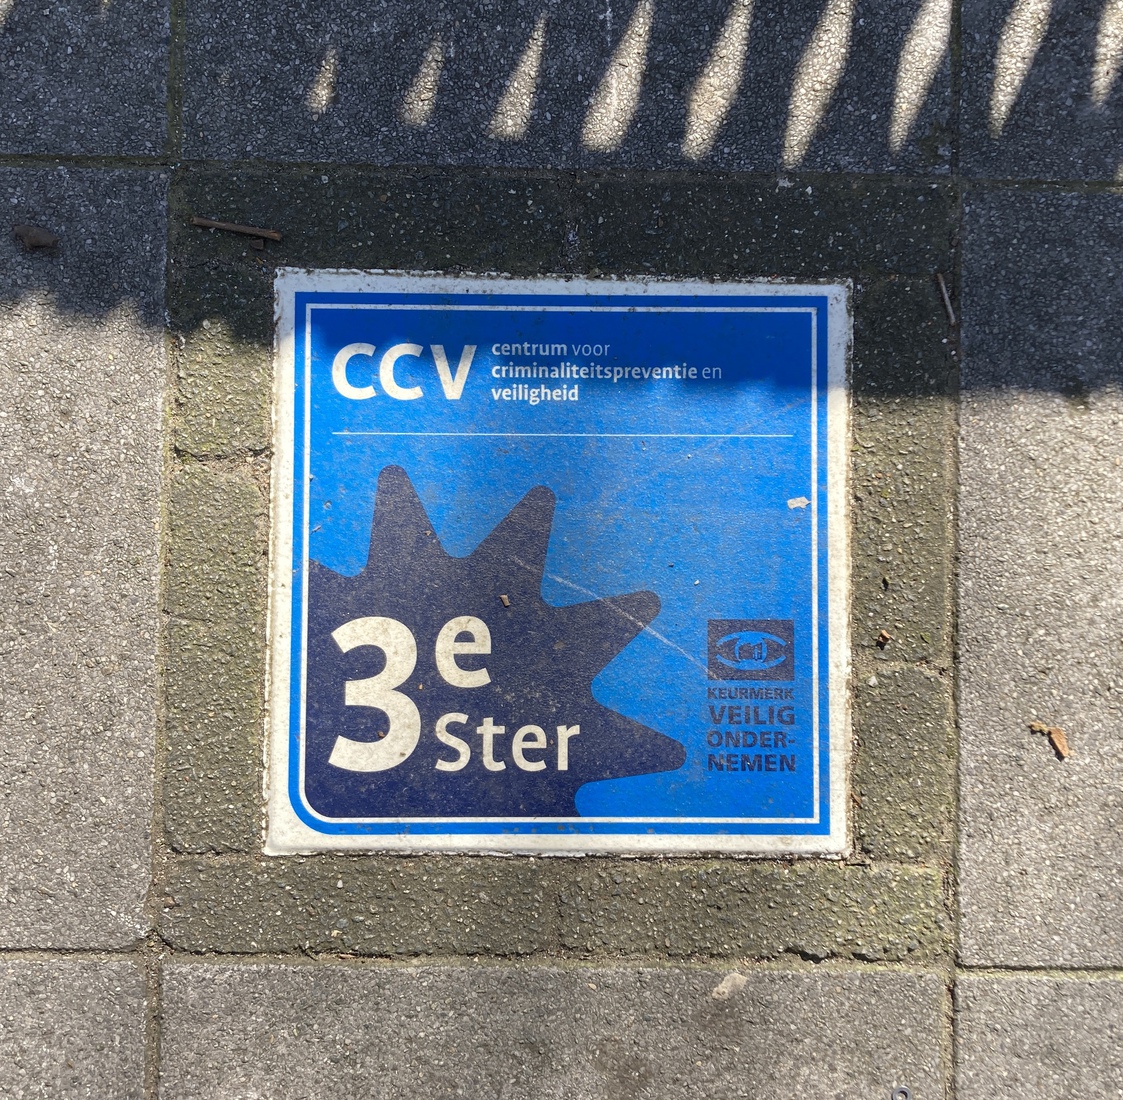 CCV
centrum voor
criminaliteitspreventie en
veiligheid
3e
Ster
KEURMERK
VEILIG
ONDER-
NEMEN